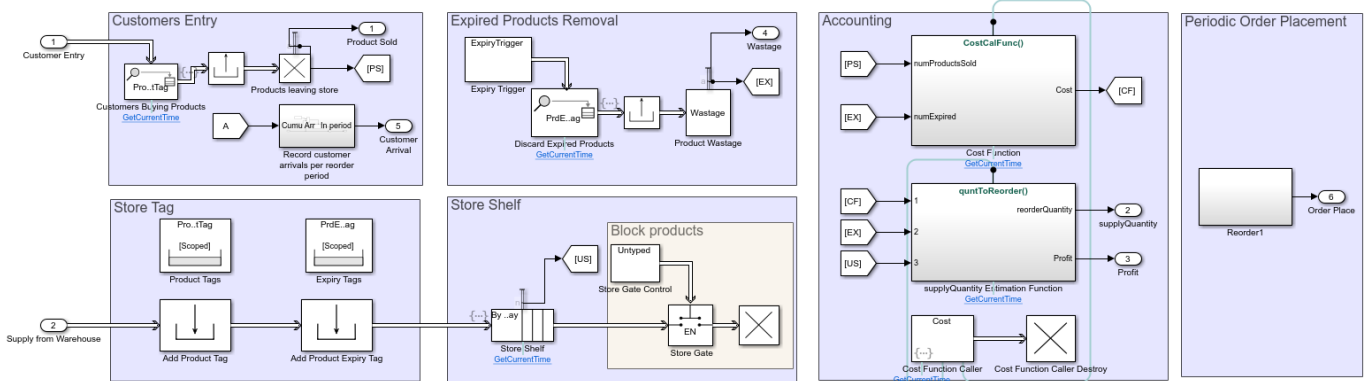 Customers Entry
1
Customer Entry
Pro..tTag
{...}
Customers Buying Products
GetCurrentTime
Products leaving store
1
Product Sold
[PS]
A
Cumu Arr In period
Record customer
arrivals per reorder
period
5
Customer
Arrival
Expired Products Removal
ExpiryTrigger
Expiry Trigger
PrdE..ag
{...}
Discard Expired Products
GetCurrentTime
Wastage
Product Wastage
4
Wastage
[EX]
Accounting
CostCalFunc()
[PS]
numProductsSold
Cost
[CF]
[EX]
numExpired
Cost Function
GetCurrentTime
quntToReorder()
[CF]
1
reorderQuantity
2
supplyQuantity
[EX]
2
[US]
3
Profit
3
Profit
supplyQuantity Estimation Function
GetCurrentTime
Cost
{...}
Cost Function Caller
GetCurrentTime
Cost Function Caller Destroy
Periodic Order Placement
Reorder1
6
Order Place
Store Tag
Pro..tTag
[Scoped]
Product Tags
PrdE..ag
[Scoped]
Expiry Tags
2
Supply from Warehouse
Add Product Tag
Add Product Expiry Tag
Store Shelf
{...}
By ..ay
Store Shelf
GetCurrentTime
[US]
Block products
Untyped
Store Gate Control
EN
Store Gate